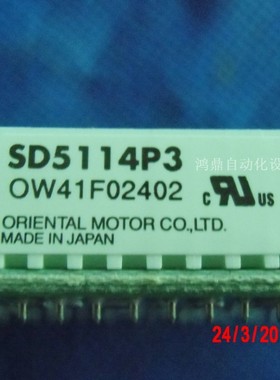 SD5114P3
鸿鼎自动化设
OW41F02402
c RU US
ORIENTAL MOTOR CO.,LTD.
MADE IN JAPAN
24/3/20